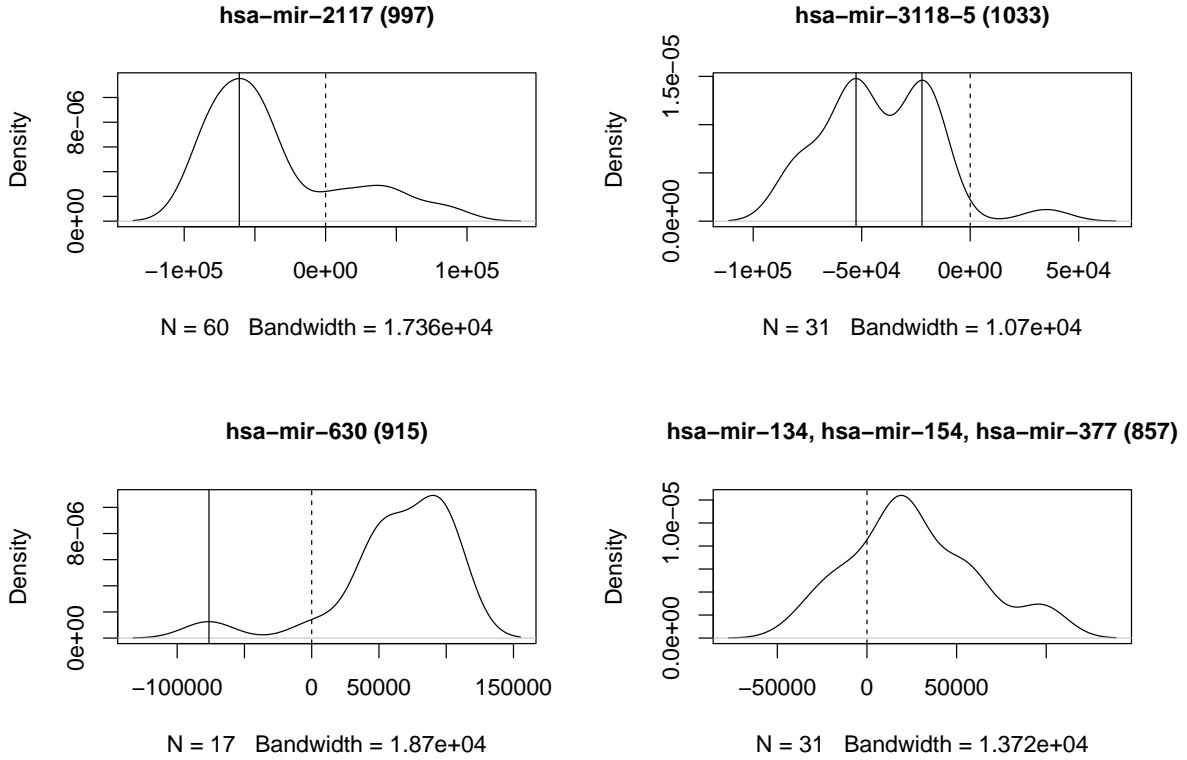 hsa−mir−2117 (997)
Density
0e+00
8e−06
−1e+05
0e+00
1e+05
N = 60 Bandwidth = 1.736e+04
hsa−mir−3118−5 (1033)
Density
0.0e+00
1.5e−05
−1e+05
−5e+04
0e+00
5e+04
N = 31 Bandwidth = 1.07e+04
hsa−mir−630 (915)
Density
0e+00
8e−06
−100000
0
50000
150000
N = 17 Bandwidth = 1.87e+04
hsa−mir−134, hsa−mir−154, hsa−mir−377 (857)
Density
0.0e+00
1.0e−05
−50000
0
50000
N = 31 Bandwidth = 1.372e+04